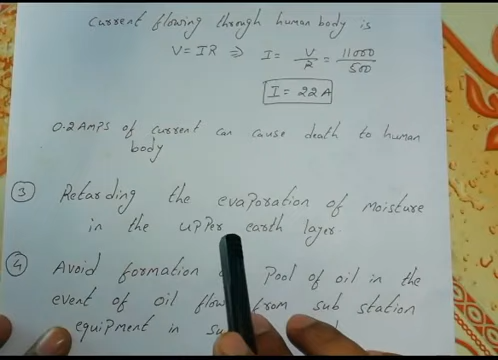 Current flowing through human body is
V = IR ⇒ I = V/R = 11000/500
I = 22A
0.2 AMPS of current can cause death to human
body
③ Retarding the evaporation of moisture
in the upper earth layer.
④ Avoid formation of Pool of oil in the
event of oil flow from sub station
equipment in